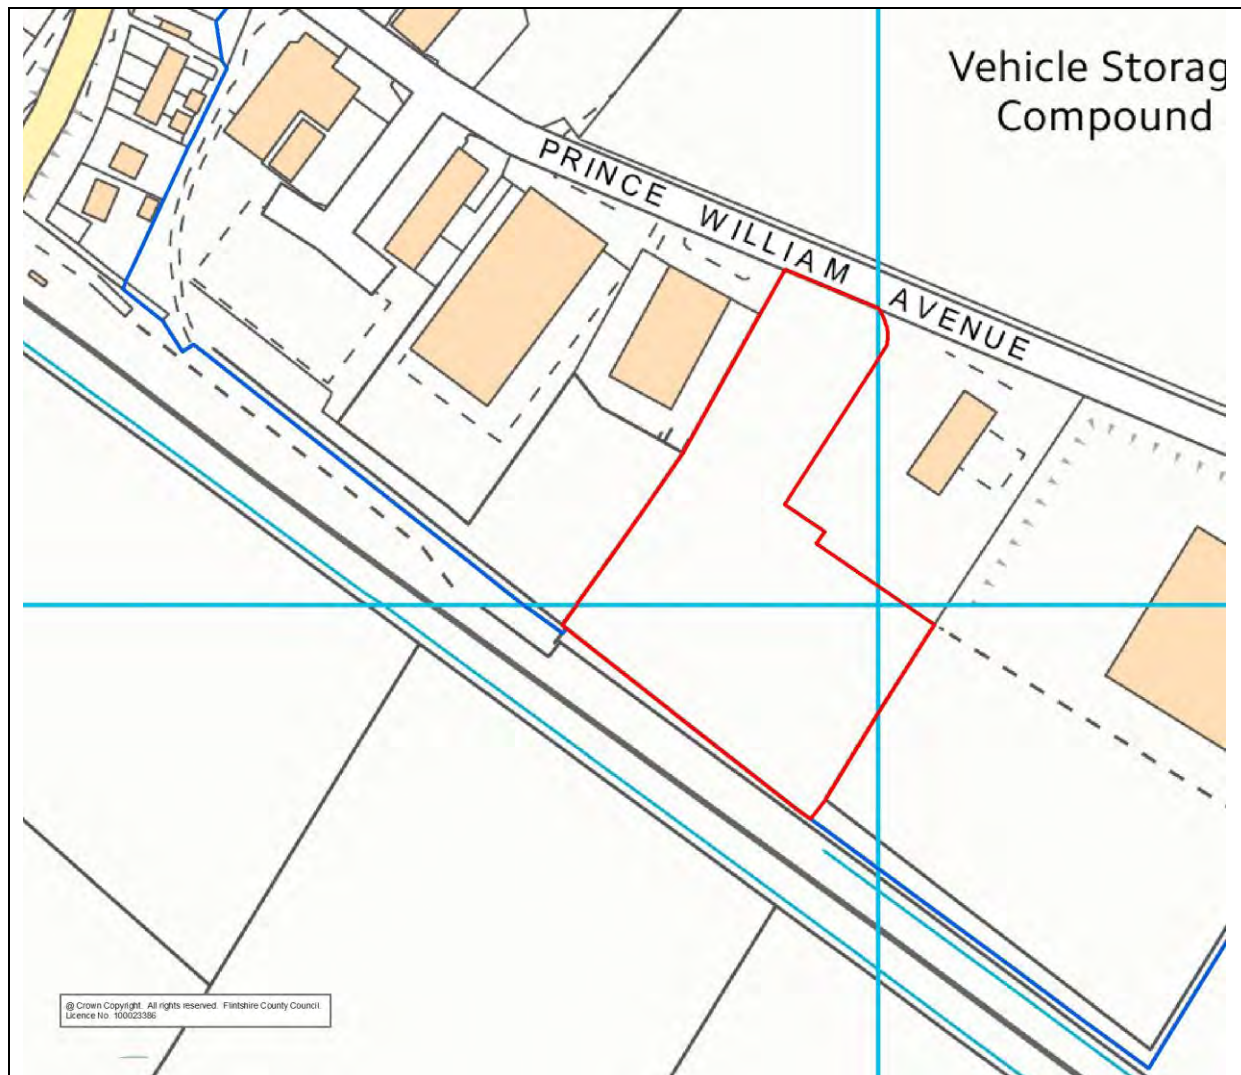 Vehicle Storag
Compound
PRINCE WILLIAM AVENUE
@ Crown Copyright. All rights reserved. Flintshire County Council.
Licence No. 100023386